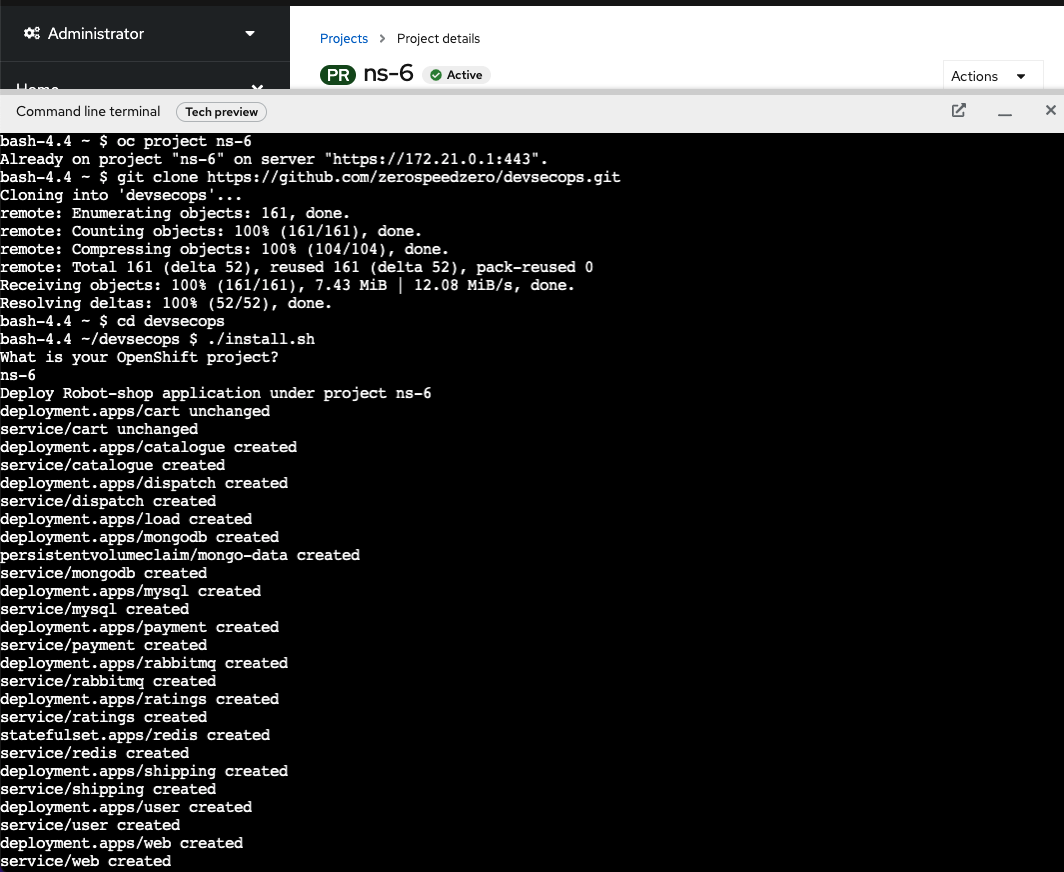 Administrator
Projects > Project details
Home
PR ns-6 Active
Actions
Command line terminal Tech preview
bash-4.4 ~ $ oc project ns-6
Already on project "ns-6" on server "https://172.21.0.1:443".
bash-4.4 ~ $ git clone https://github.com/zerospeedzero/devsecops.git
Cloning into 'devsecops'...
remote: Enumerating objects: 161, done.
remote: Counting objects: 100% (161/161), done.
remote: Compressing objects: 100% (104/104), done.
remote: Total 161 (delta 52), reused 161 (delta 52), pack-reused 0
Receiving objects: 100% (161/161), 7.43 MiB | 12.08 MiB/s, done.
Resolving deltas: 100% (52/52), done.
bash-4.4 ~ $ cd devsecops
bash-4.4 ~/devsecops $ ./install.sh
What is your OpenShift project?
ns-6
Deploy Robot-shop application under project ns-6
deployment.apps/cart unchanged
service/cart unchanged
deployment.apps/catalogue created
service/catalogue created
deployment.apps/dispatch created
service/dispatch created
deployment.apps/load created
deployment.apps/mongodb created
persistentvolumeclaim/mongo-data created
service/mongodb created
deployment.apps/mysql created
service/mysql created
deployment.apps/payment created
service/payment created
deployment.apps/rabbitmq created
service/rabbitmq created
deployment.apps/ratings created
service/ratings created
statefulset.apps/redis created
service/redis created
deployment.apps/shipping created
service/shipping created
deployment.apps/user created
service/user created
deployment.apps/web created
service/web created